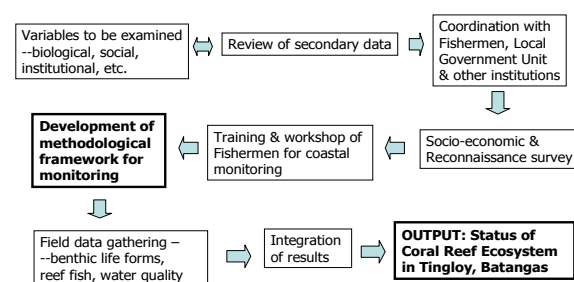 Variables to be examined
--biological, social,
institutional, etc.
Review of secondary data
Coordination with
Fishermen, Local
Government Unit
& other institutions
Socio-economic &
Reconnaissance survey
Training & workshop of
Fishermen for coastal
monitoring
Development of
methodological
framework for
monitoring
Field data gathering –
--benthic life forms,
reef fish, water quality
Integration
of results
OUTPUT: Status of
Coral Reef Ecosystem
in Tingloy, Batangas